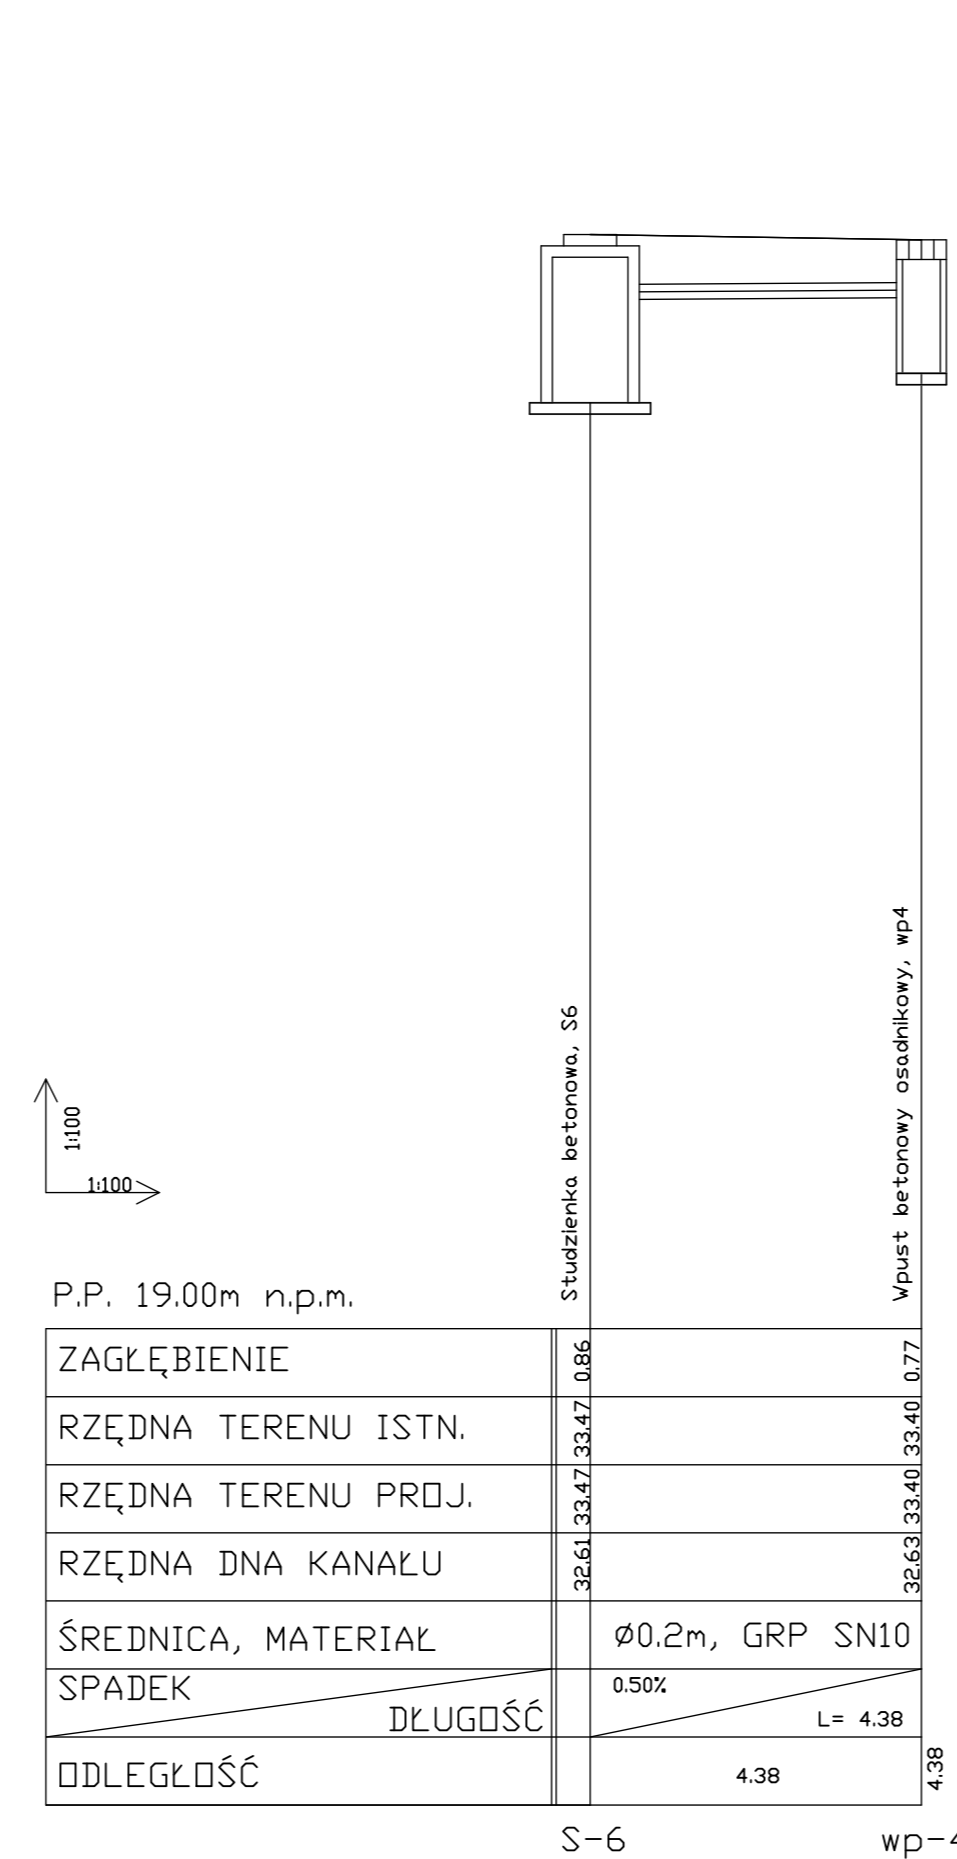 Studzienka betonowa, S6
Wpust betonowy osadnikowy, wp4
1:100
1:100
P.P. 19.00m n.p.m.
ZAGŁĘBIENIE 0.86 0.77
RZĘDNA TERENU ISTN. 33.47 33.40
RZĘDNA TERENU PROJ. 33.47 33.40
RZĘDNA DNA KANAŁU 32.61 32.63
ŚREDNICA, MATERIAŁ Ø0.2m, GRP SN10
SPADEK 0.50%
DŁUGOŚĆ L= 4.38
ODLEGŁOŚĆ 4.38 4.38
S-6 wp-4